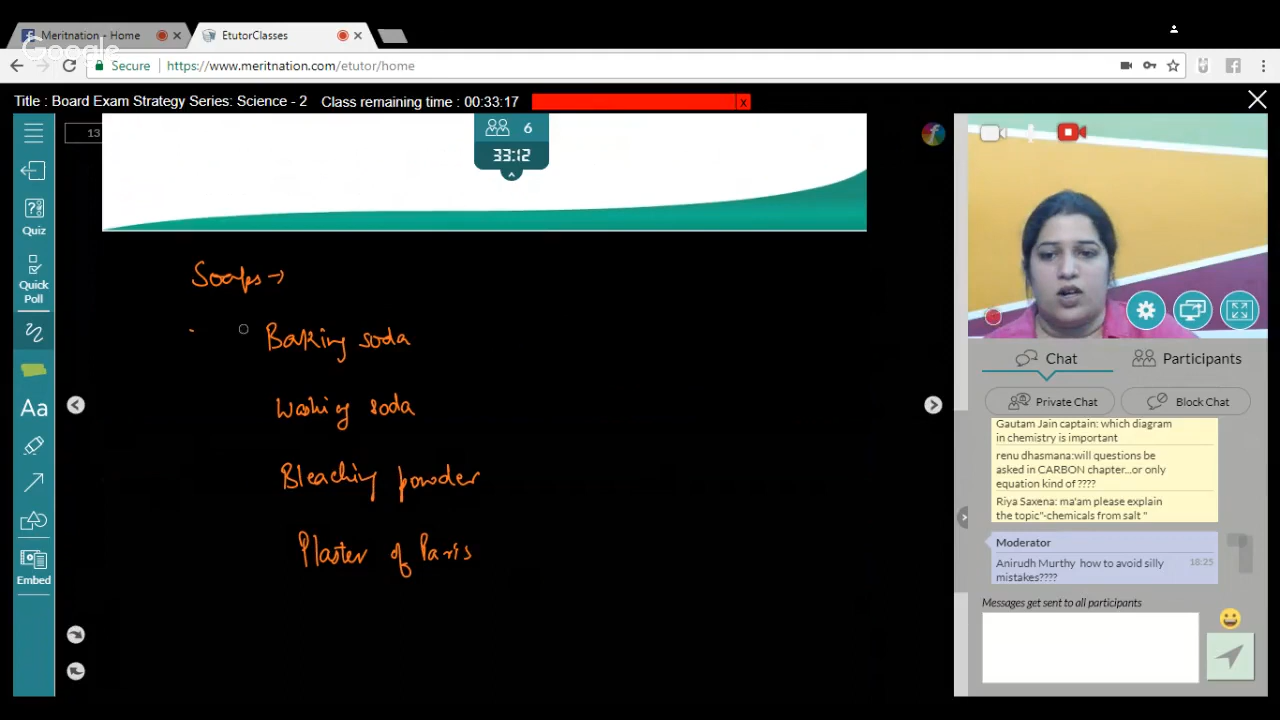 Meritnation - Home
EtutorClasses
Google
Secure
https://www.meritnation.com/etutor/home
Title : Board Exam Strategy Series: Science - 2 Class remaining time : 00:33:17
x
13
6
33:12
Quiz
Quick
Poll
Aa
Embed
Soaps →
Baking soda
Washing soda
Bleaching powder
Plaster of Paris
Chat
Participants
Private Chat
Block Chat
Gautam Jain captain: which diagram
in chemistry is important
renu dhasmana:will questions be
asked in CARBON chapter...or only
equation kind of ????
Riya Saxena: ma'am please explain
the topic"-chemicals from salt "
Moderator
Anirudh Murthy how to avoid silly 18:25
mistakes????
Messages get sent to all participants